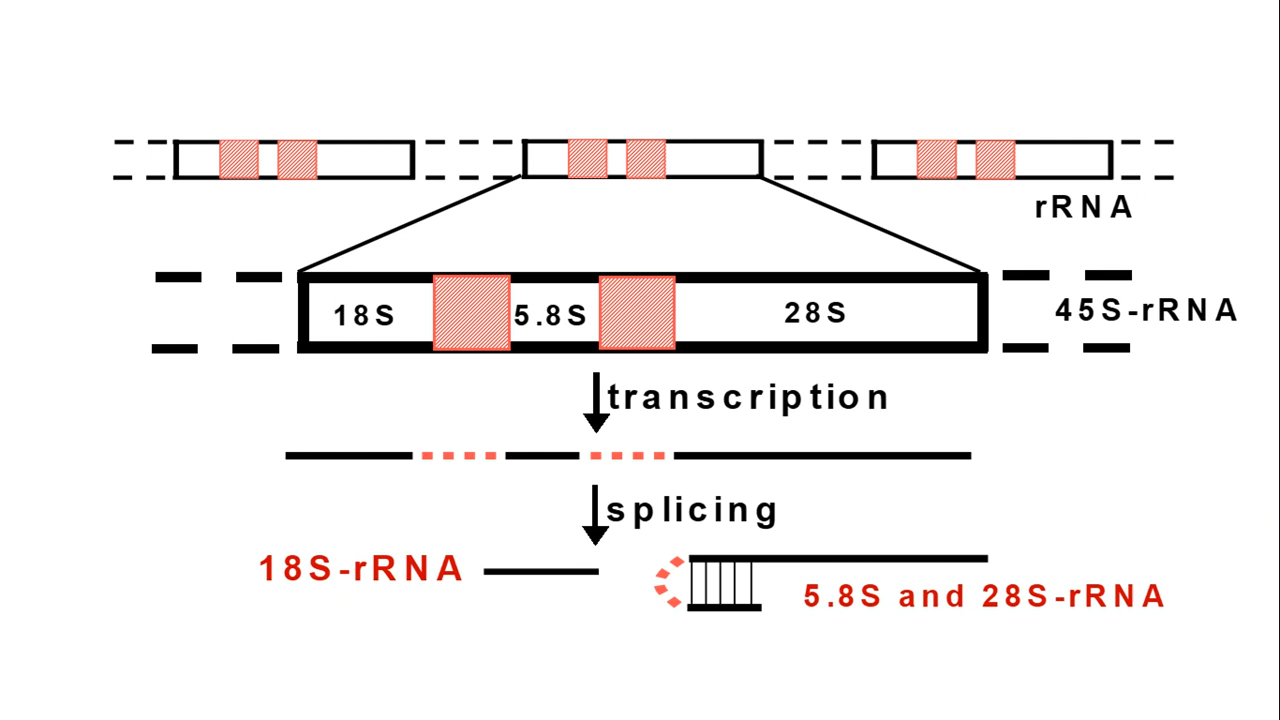 rRNA
18S 5.8S 28S 45S-rRNA
transcription
splicing
18S-rRNA
5.8S and 28S-rRNA